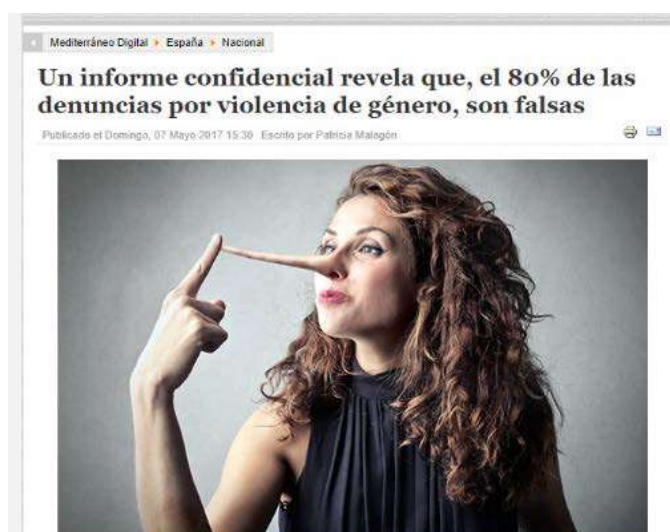 Mediterráneo Digital España Nacional
Un informe confidencial revela que, el 80% de las
denuncias por violencia de género, son falsas
Publicado el Domingo, 07 Mayo 2017 15:39 Escrito por Patricia Malagón